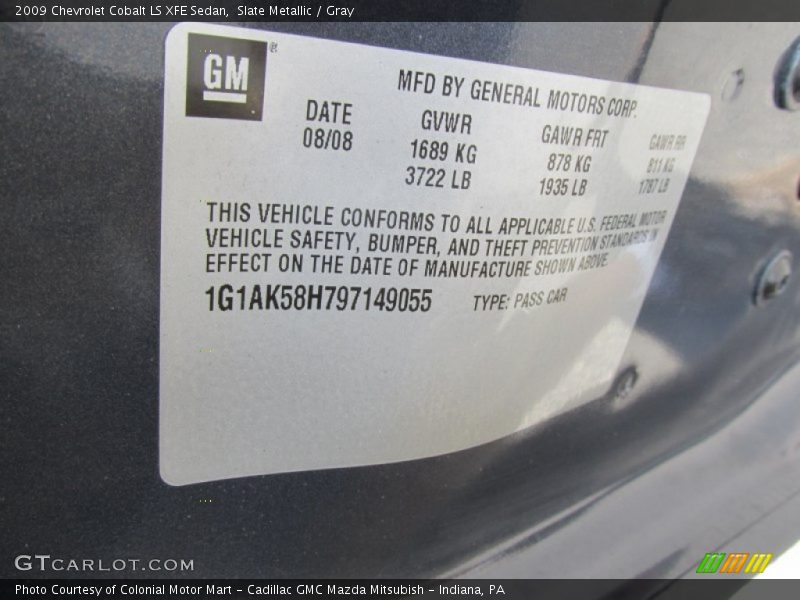 2009 Chevrolet Cobalt LS XFE Sedan, Slate Metallic / Gray
GM ®
MFD BY GENERAL MOTORS CORP.
DATE GVWR GAWR FRT GAWR RR
08/08 1689 KG 878 KG 811 KG
3722 LB 1935 LB 1787 LB
THIS VEHICLE CONFORMS TO ALL APPLICABLE U.S. FEDERAL MOTOR
VEHICLE SAFETY, BUMPER, AND THEFT PREVENTION STANDARDS IN
EFFECT ON THE DATE OF MANUFACTURE SHOWN ABOVE
1G1AK58H797149055 TYPE: PASS CAR
GTCARLOT.COM
Photo Courtesy of Colonial Motor Mart - Cadillac GMC Mazda Mitsubish - Indiana, PA